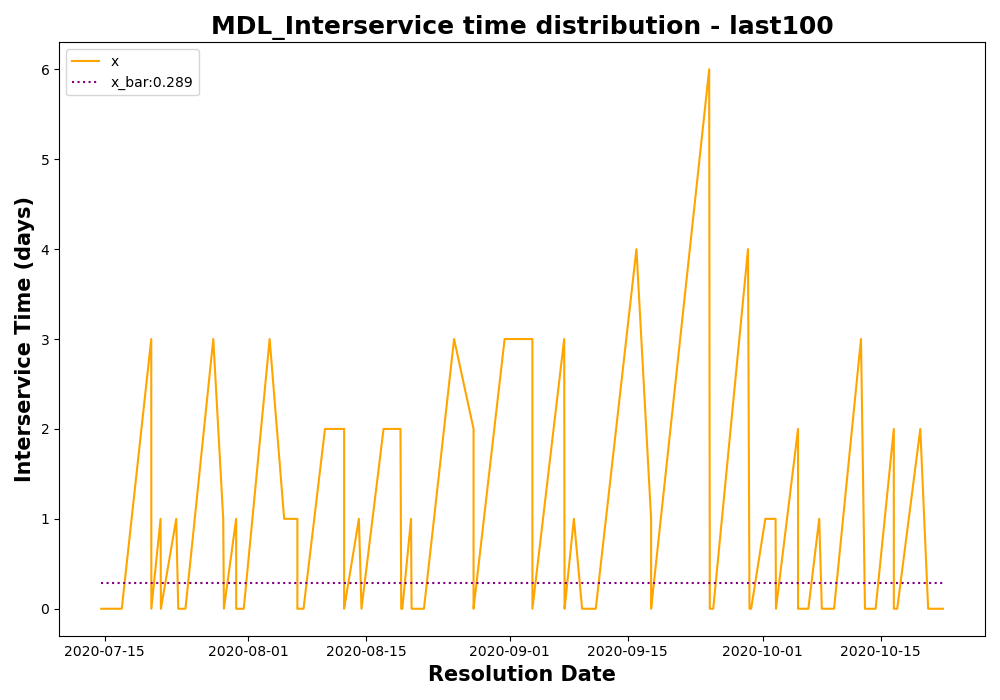 MDL_Interservice time distribution - last100
x
x_bar:0.289
Interservice Time (days)
6
5
4
3
2
1
0
2020-07-15 2020-08-01 2020-08-15 2020-09-01 2020-09-15 2020-10-01 2020-10-15
Resolution Date